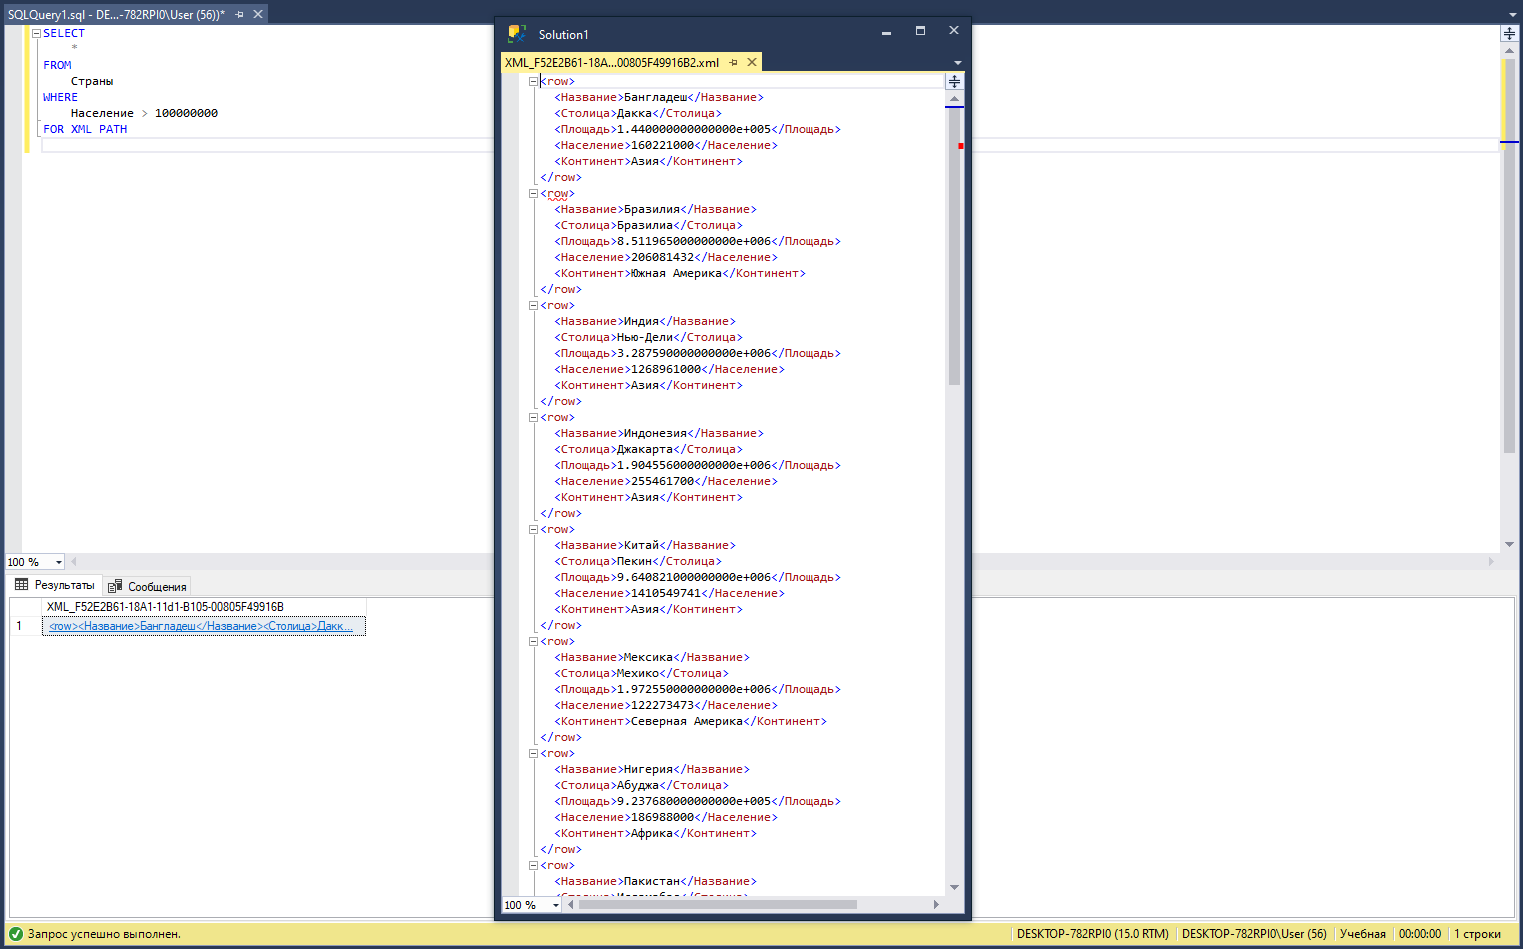 SQLQuery1.sql - DE...-782RPI0\User (56))*
SELECT
*
FROM
Страны
WHERE
Население > 100000000
FOR XML PATH
100 %
Результаты
Сообщения
XML_F52E2B61-18A1-11d1-B105-00805F49916B
1
<row><Название>Бангладеш</Название><Столица>Дакк...
Solution1
XML_F52E2B61-18A...00805F49916B2.xml
<row>
<Название>Бангладеш</Название>
<Столица>Дакка</Столица>
<Площадь>1.440000000000000e+005</Площадь>
<Население>160221000</Население>
<Континент>Азия</Континент>
</row>
<row>
<Название>Бразилия</Название>
<Столица>Бразилиа</Столица>
<Площадь>8.511965000000000e+006</Площадь>
<Население>206081432</Население>
<Континент>Южная Америка</Континент>
</row>
<row>
<Название>Индия</Название>
<Столица>Нью-Дели</Столица>
<Площадь>3.287590000000000e+006</Площадь>
<Население>1268961000</Население>
<Континент>Азия</Континент>
</row>
<row>
<Название>Индонезия</Название>
<Столица>Джакарта</Столица>
<Площадь>1.904556000000000e+006</Площадь>
<Население>255461700</Население>
<Континент>Азия</Континент>
</row>
<row>
<Название>Китай</Название>
<Столица>Пекин</Столица>
<Площадь>9.640821000000000e+006</Площадь>
<Население>1410549741</Население>
<Континент>Азия</Континент>
</row>
<row>
<Название>Мексика</Название>
<Столица>Мехико</Столица>
<Площадь>1.972550000000000e+006</Площадь>
<Население>122273473</Население>
<Континент>Северная Америка</Континент>
</row>
<row>
<Название>Нигерия</Название>
<Столица>Абуджа</Столица>
<Площадь>9.237680000000000e+005</Площадь>
<Население>186988000</Население>
<Континент>Африка</Континент>
</row>
<row>
<Название>Пакистан</Название>
100 %
Запрос успешно выполнен.
DESKTOP-782RPI0 (15.0 RTM)
DESKTOP-782RPI0\User (56)
Учебная
00:00:00
1 строки